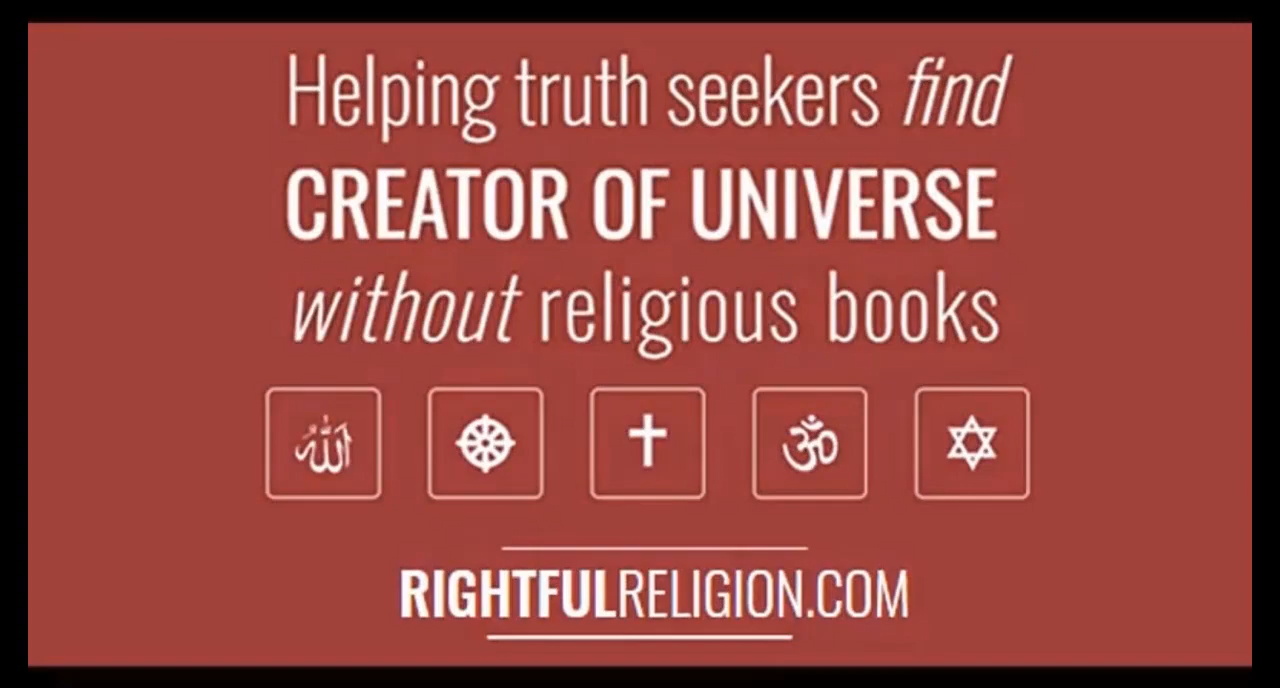 Helping truth seekers find
CREATOR OF UNIVERSE
without religious books
الله ॐ
RIGHTFULRELIGION.COM